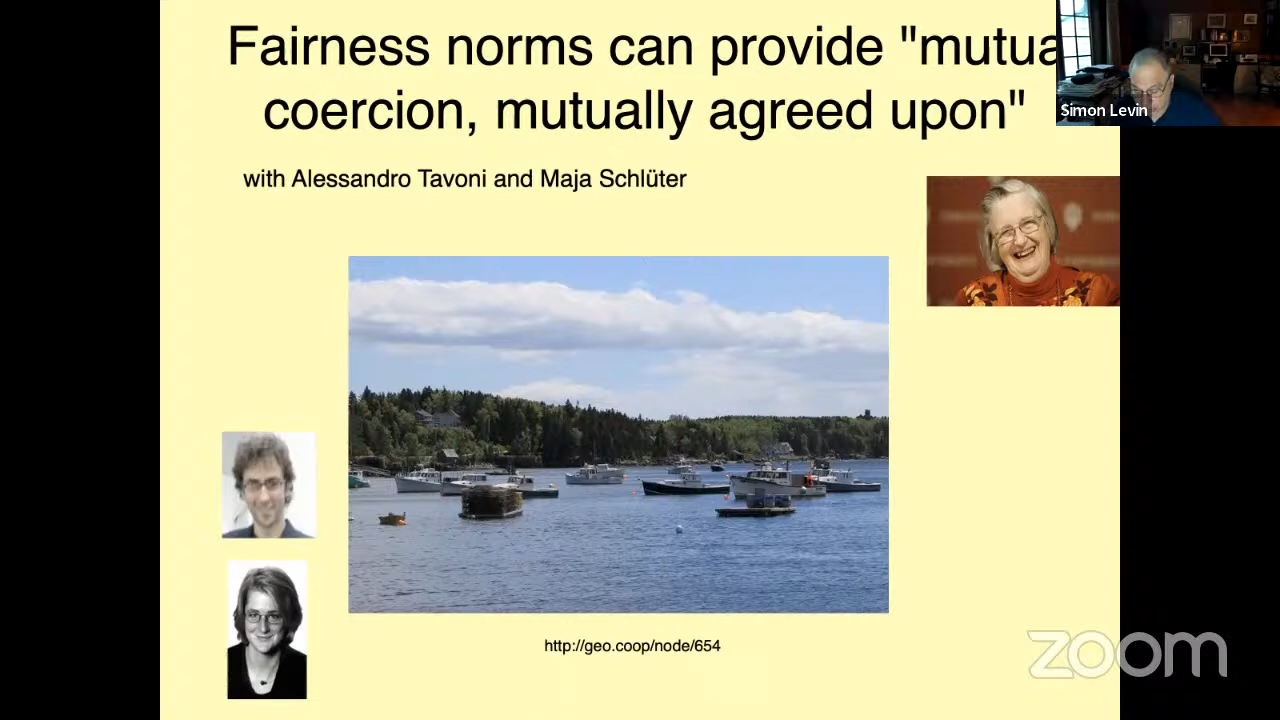 Fairness norms can provide "mutua
coercion, mutually agreed upon"
Simon Levin
with Alessandro Tavoni and Maja Schlüter
http://geo.coop/node/654
zoom